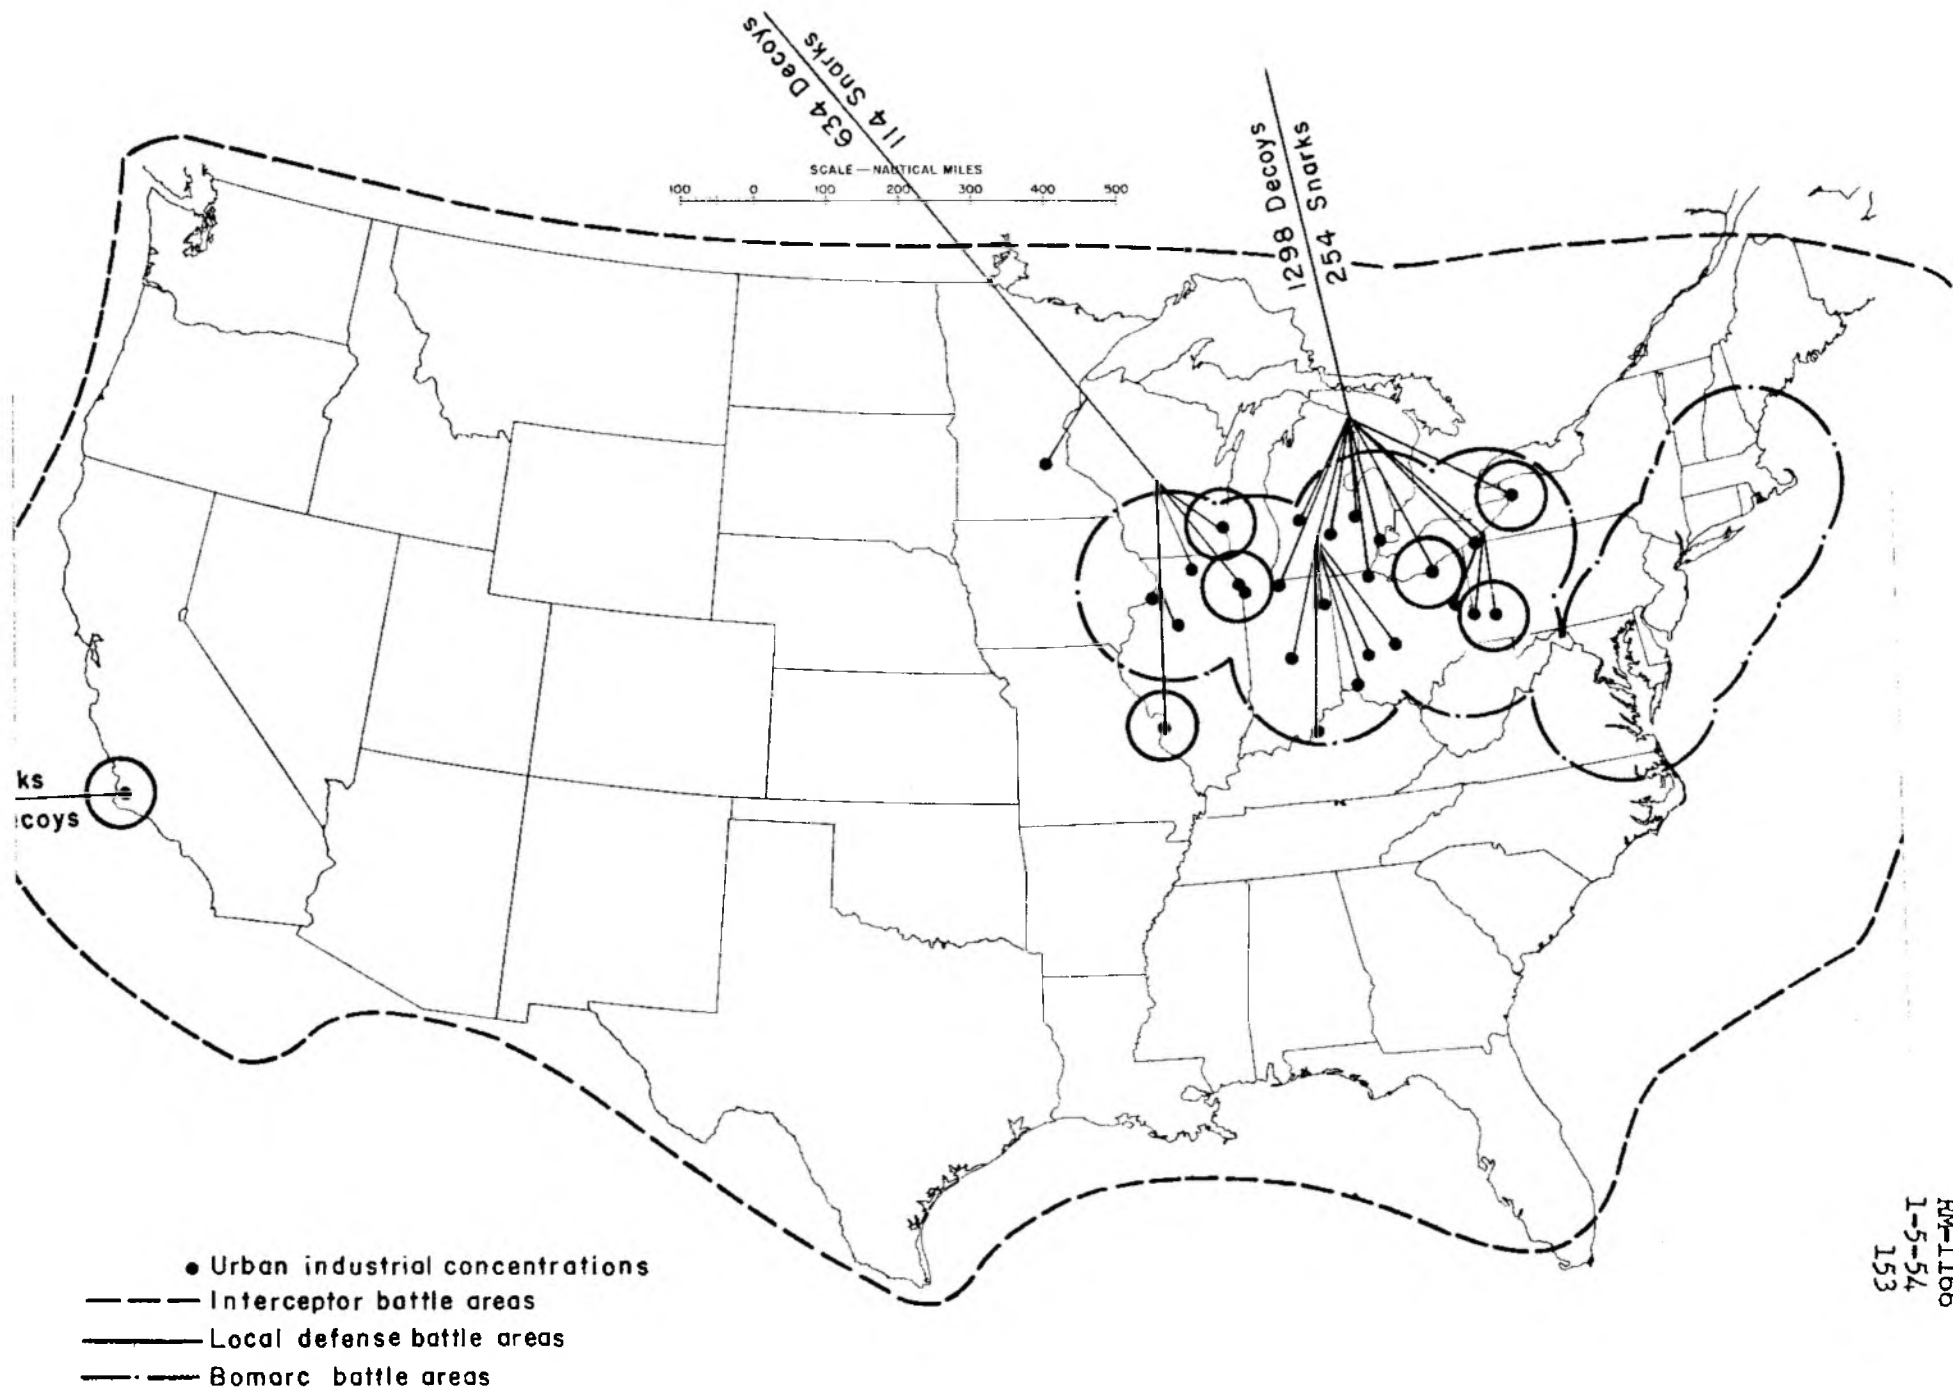 634 Decoys
114 Snarks
SCALE — NAUTICAL MILES
100 0 100 200 300 400 500
1298 Decoys
254 Snarks
ks
coys
Urban industrial concentrations
Interceptor battle areas
Local defense battle areas
Bomarc battle areas
RM-1166
1-5-54
153